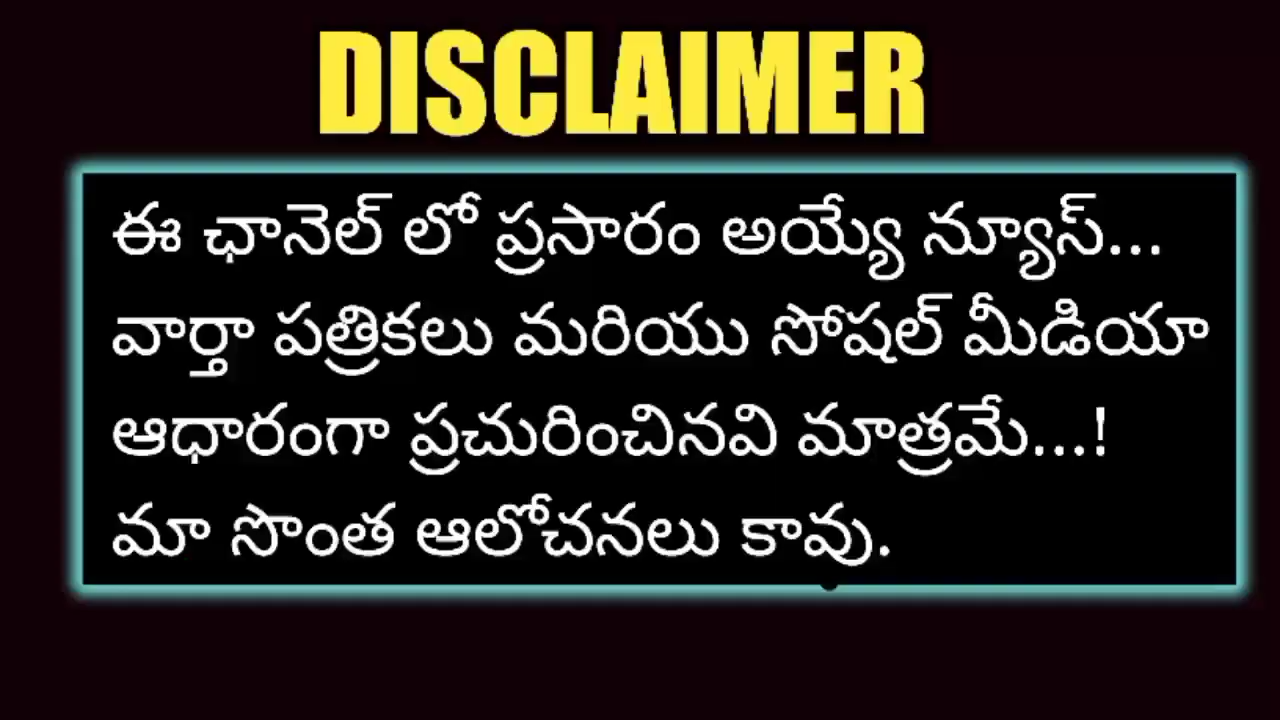 DISCLAIMER
ఈ ఛానెల్ లో ప్రసారం అయ్యే న్యూస్...
వార్తా పత్రికలు మరియు సోషల్ మీడియా
ఆధారంగా ప్రచురించినవి మాత్రమే...!
మా సొంత ఆలోచనలు కావు.